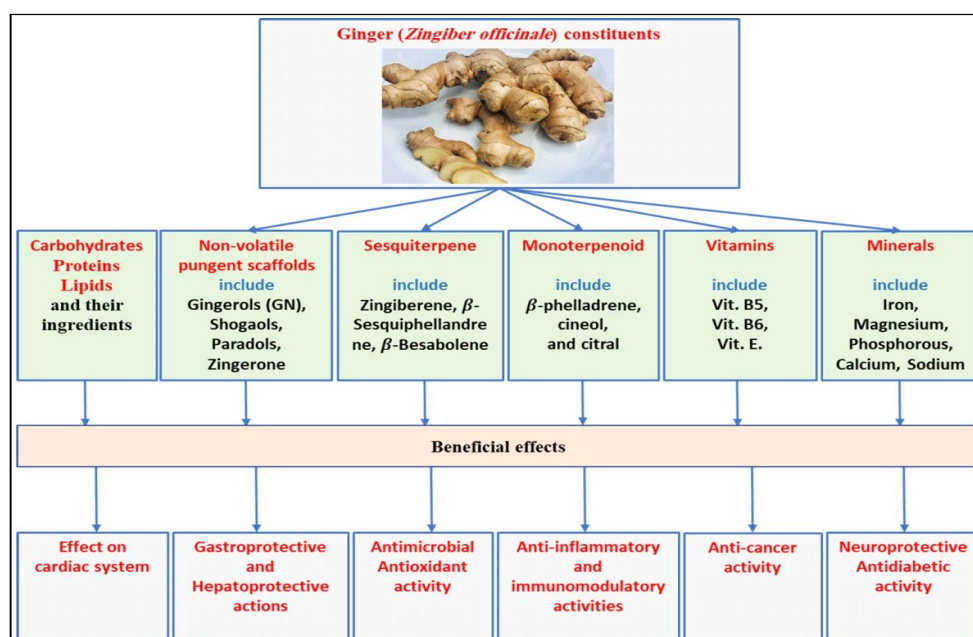 Ginger (Zingiber officinale) constituents
Carbohydrates
Proteins
Lipids
and their
ingredients
Non-volatile
pungent scaffolds
include
Gingerols (GN),
Shogaols,
Paradols,
Zingerone
Sesquiterpene
include
Zingiberene, β-
Sesquiphellandre
ne, β-Besabolene
Monoterpenoid
include
β-phelladrene,
cineol,
and citral
Vitamins
include
Vit. B5,
Vit. B6,
Vit. E.
Minerals
include
Iron,
Magnesium,
Phosphorous,
Calcium, Sodium
Beneficial effects
Effect on
cardiac system
Gastroprotective
and
Hepatoprotective
actions
Antimicrobial
Antioxidant
activity
Anti-inflammatory
and
immunomodulatory
activities
Anti-cancer
activity
Neuroprotective
Antidiabetic
activity